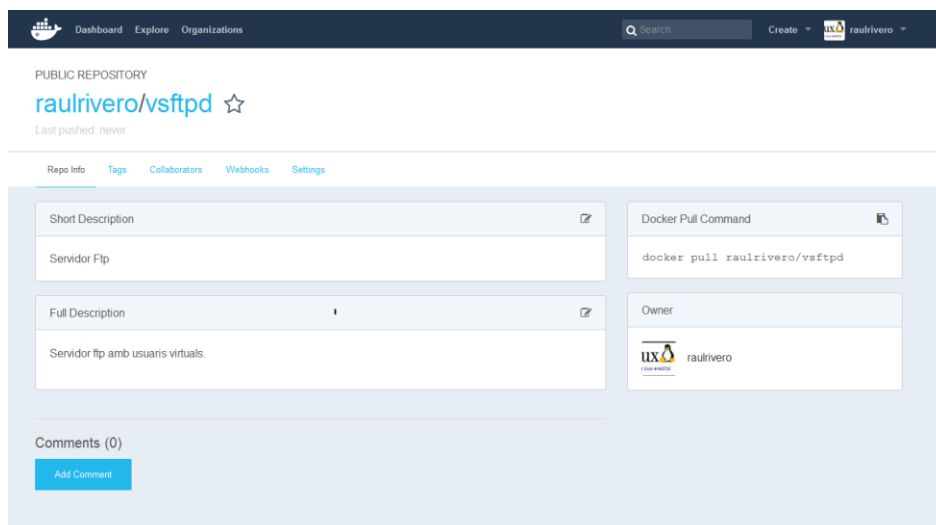 Dashboard Explore Organizations Search Create raulrivero
PUBLIC REPOSITORY
raulrivero/vsftpd
Last pushed: never
Repo Info Tags Collaborators Webhooks Settings
Short Description
Servidor Ftp
Docker Pull Command
docker pull raulrivero/vsftpd
Full Description
Servidor ftp amb usuaris virtuals.
Owner
ux
raulrivero
Comments (0)
Add Comment